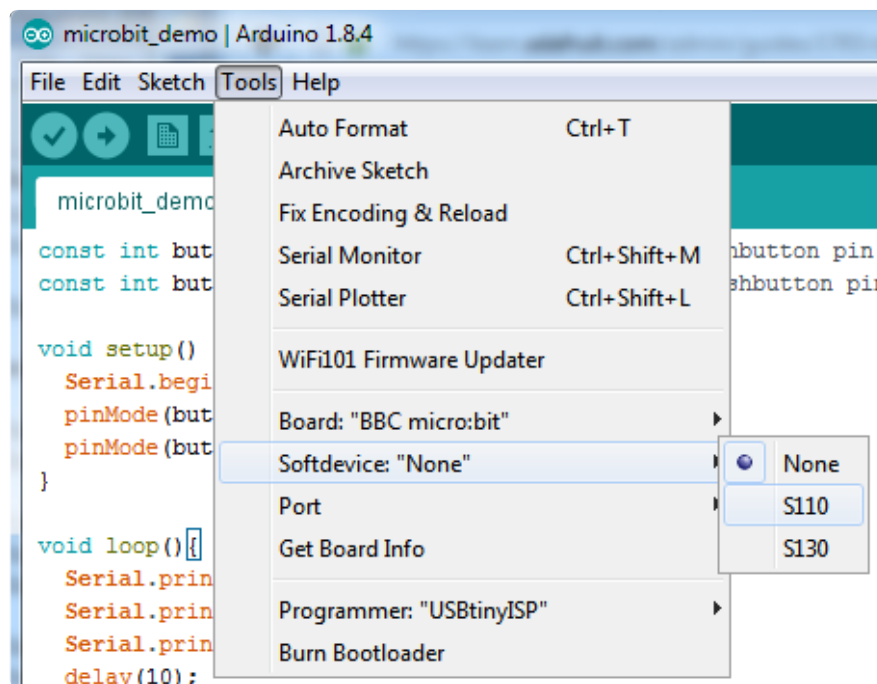 microbit_demo | Arduino 1.8.4
File Edit Sketch Tools Help
Auto Format Ctrl+T
Archive Sketch
microbit_demo
Fix Encoding & Reload
const int but
Serial Monitor Ctrl+Shift+M
pin
const int but
Serial Plotter Ctrl+Shift+L
void setup()
WiFi101 Firmware Updater
Serial.begi
pinMode(but
Board: "BBC micro:bit"
pinMode(but
Softdevice: "None"
None
}
Port
S110
void loop(){
Get Board Info
S130
Serial.prin
Serial.prin
Programmer: "USBtinyISP"
Serial.prin
Burn Bootloader
delay(10);